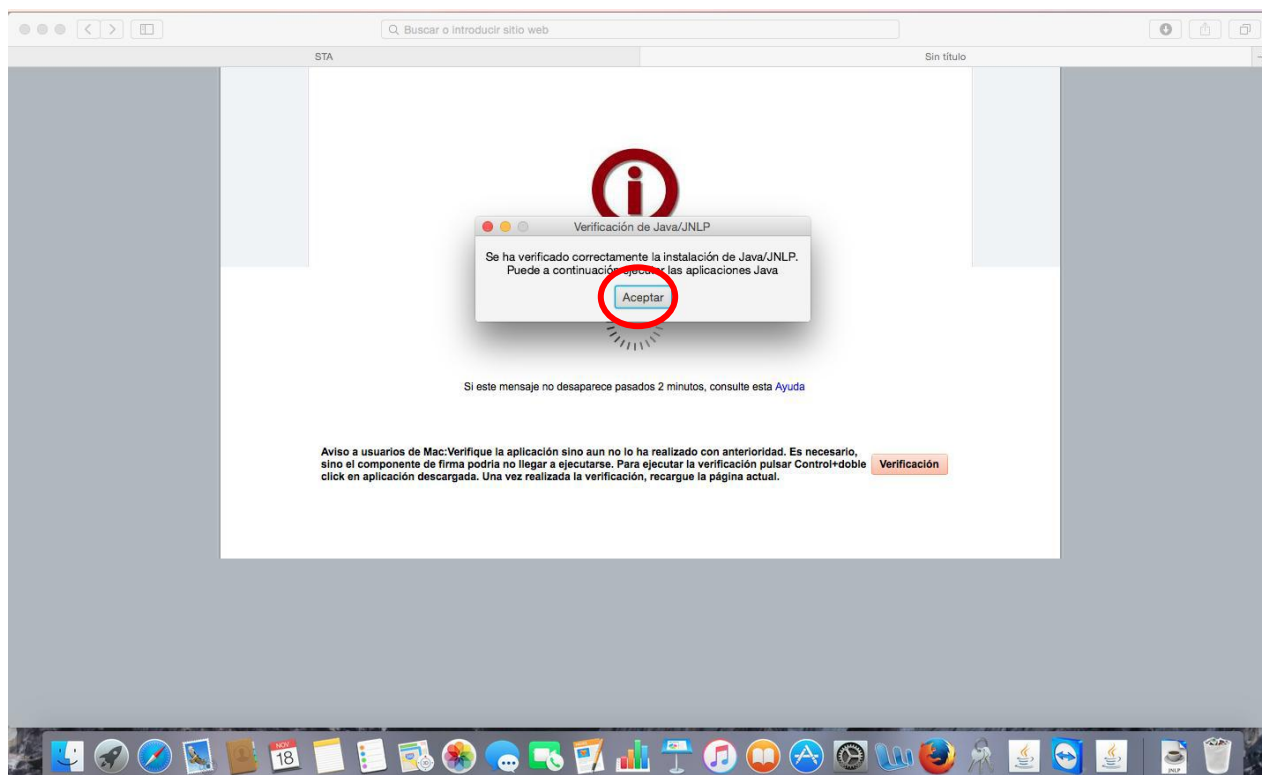 Buscar o introducir sitio web
STA
Sin título
i
Verificación de Java/JNLP
Se ha verificado correctamente la instalación de Java/JNLP.
Puede a continuación ejecutar las aplicaciones Java
Aceptar
Si este mensaje no desaparece pasados 2 minutos, consulte esta Ayuda
Aviso a usuarios de Mac:Verifique la aplicación sino aun no lo ha realizado con anterioridad. Es necesario,
sino el componente de firma podria no llegar a ejecutarse. Para ejecutar la verificación pulsar Control+doble
click en aplicación descargada. Una vez realizada la verificación, recargue la página actual.
Verificación
NOV
18
JNLP